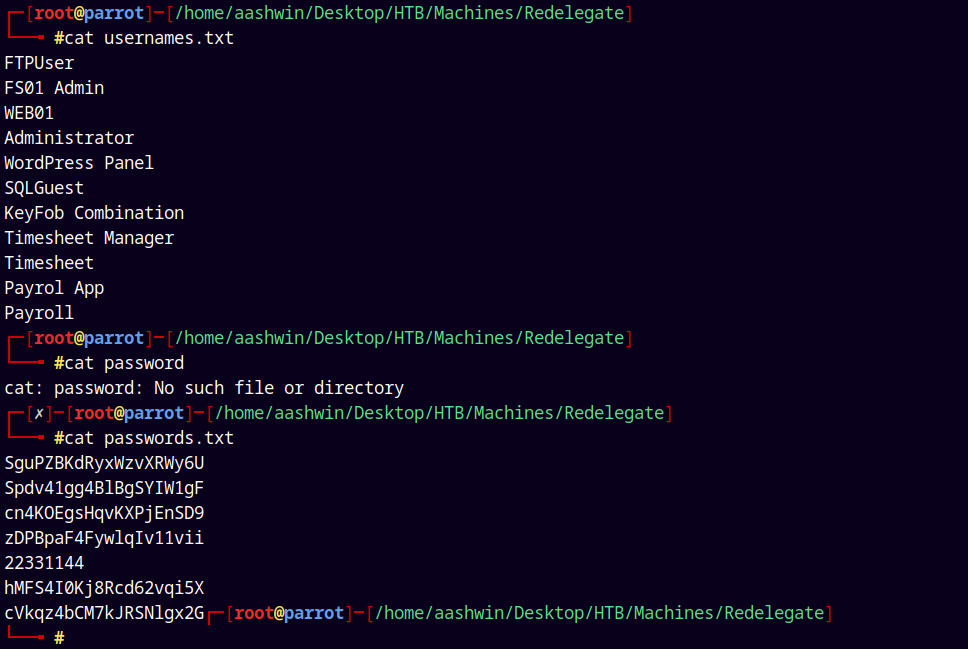 ┌─[root@parrot]─[/home/aashwin/Desktop/HTB/Machines/Redelegate]
└──╼ #cat usernames.txt
FTPUser
FS01 Admin
WEB01
Administrator
WordPress Panel
SQLGuest
KeyFob Combination
Timesheet Manager
Timesheet
Payrol App
Payroll
┌─[root@parrot]─[/home/aashwin/Desktop/HTB/Machines/Redelegate]
└──╼ #cat password
cat: password: No such file or directory
┌─[✗]─[root@parrot]─[/home/aashwin/Desktop/HTB/Machines/Redelegate]
└──╼ #cat passwords.txt
SguPZBKdRyxWzvXRWy6U
Spdv41gg4BlBgSYIW1gF
cn4KOEgsHqvKXPjEnSD9
zDPBpaF4FywlqIv11vii
22331144
hMFS4I0Kj8Rcd62vqi5X
cVkqz4bCM7kJRSNlgx2G┌─[root@parrot]─[/home/aashwin/Desktop/HTB/Machines/Redelegate]
└──╼ #